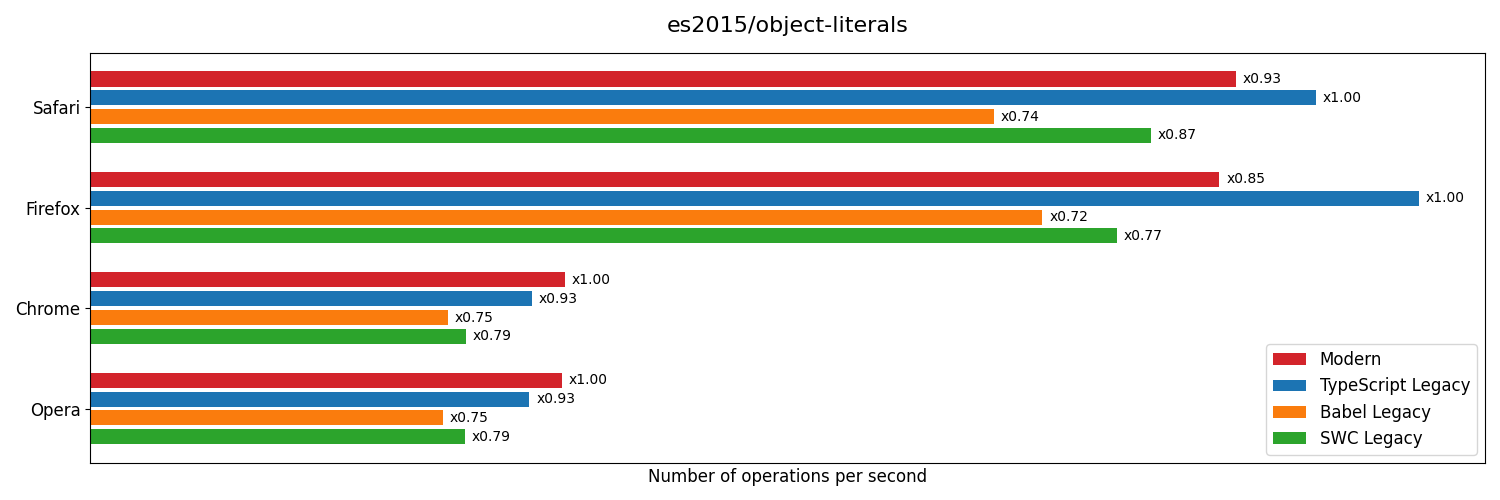 es2015/object-literals
Safari
x0.93
x1.00
x0.74
x0.87
Firefox
x0.85
x1.00
x0.72
x0.77
Chrome
x1.00
x0.93
x0.75
x0.79
Opera
x1.00
x0.93
x0.75
x0.79
Modern
TypeScript Legacy
Babel Legacy
SWC Legacy
Number of operations per second